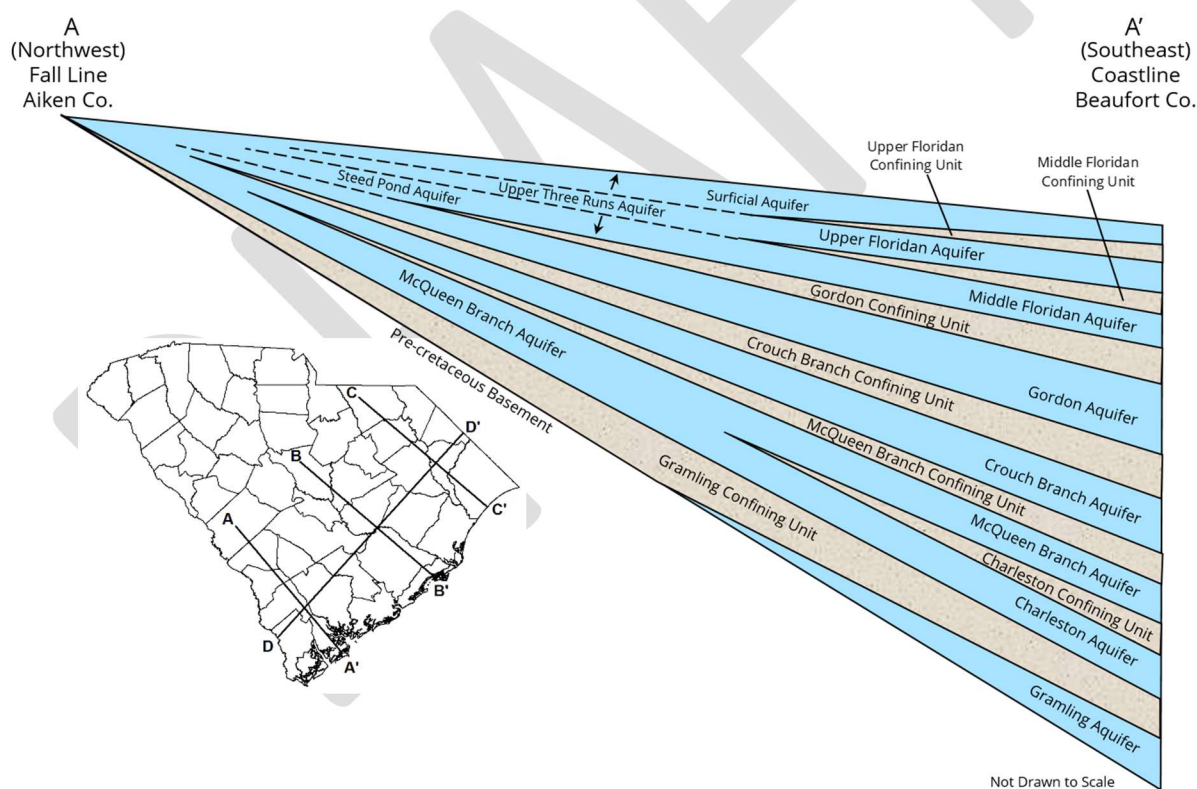 A
(Northwest)
Fall Line
Aiken Co.
A’
(Southeast)
Coastline
Beaufort Co.
Upper Floridan
Confining Unit
Middle Floridan
Confining Unit
Steed Pond Aquifer
Upper Three Runs Aquifer
Surficial Aquifer
Upper Floridan Aquifer
Middle Floridan Aquifer
Gordon Confining Unit
Gordon Aquifer
Crouch Branch Confining Unit
Crouch Branch Aquifer
McQueen Branch Aquifer
McQueen Branch Confining Unit
McQueen Branch Aquifer
Charleston Confining Unit
Charleston Aquifer
Pre-cretaceous Basement
Gramling Confining Unit
Gramling Aquifer
C
D'
B
A
C'
B'
D
A'
Not Drawn to Scale